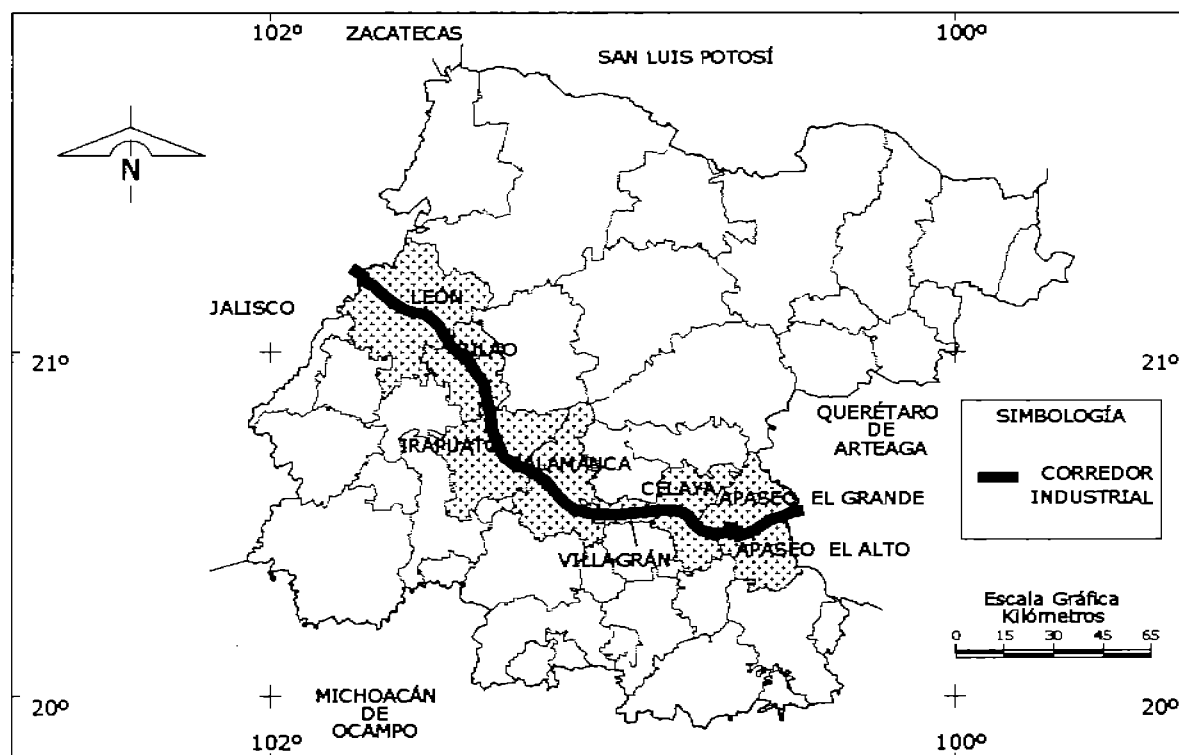 102º
ZACATECAS
100º
SAN LUIS POTOSÍ
N
JALISCO
LEÓN
SILAO
21º
21º
QUERÉTARO
DE
ARTEAGA
SIMBOLOGÍA
CORREDOR
INDUSTRIAL
IRAPUATO
SALAMANCA
CELAYA
APASEO EL GRANDE
VILLAGRÁN
APASEO EL ALTO
Escala Gráfica
Kilómetros
0 15 30 45 65
20º
MICHOACÁN
DE
OCAMPO
20º
102º
100º